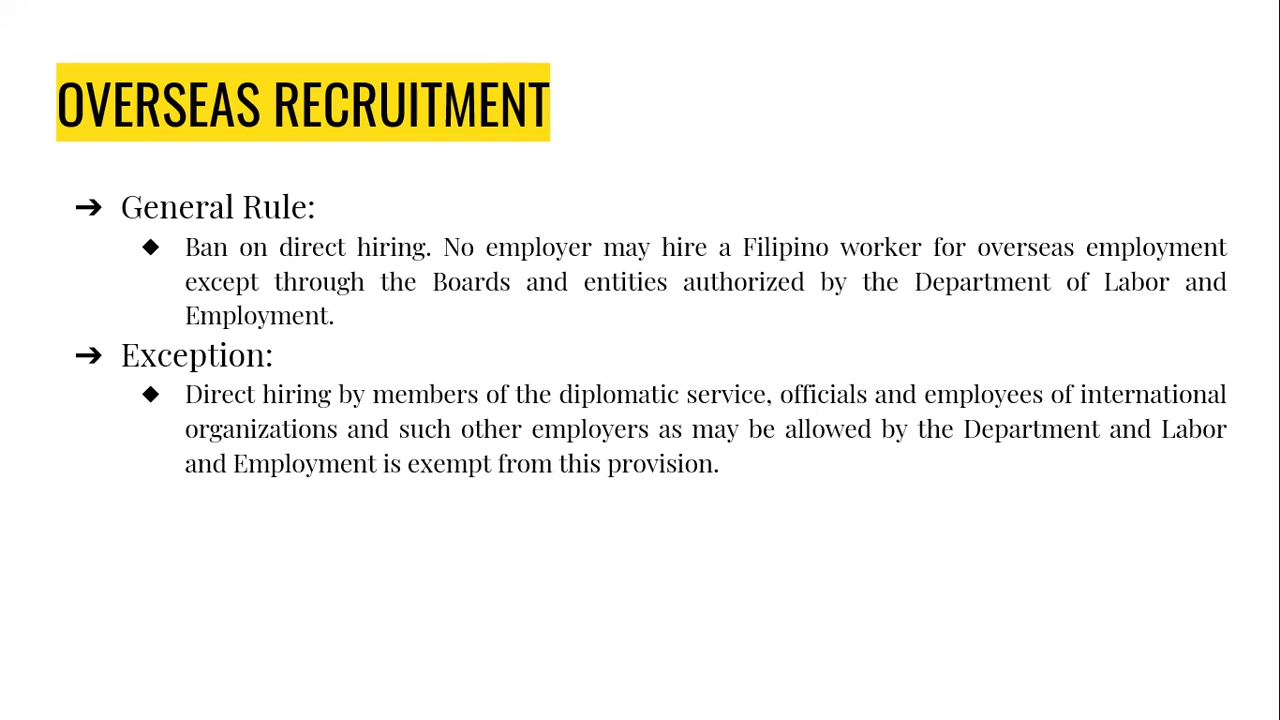 OVERSEAS RECRUITMENT
➔ General Rule:
◆ Ban on direct hiring. No employer may hire a Filipino worker for overseas employment
except through the Boards and entities authorized by the Department of Labor and
Employment.
➔ Exception:
◆ Direct hiring by members of the diplomatic service, officials and employees of international
organizations and such other employers as may be allowed by the Department and Labor
and Employment is exempt from this provision.